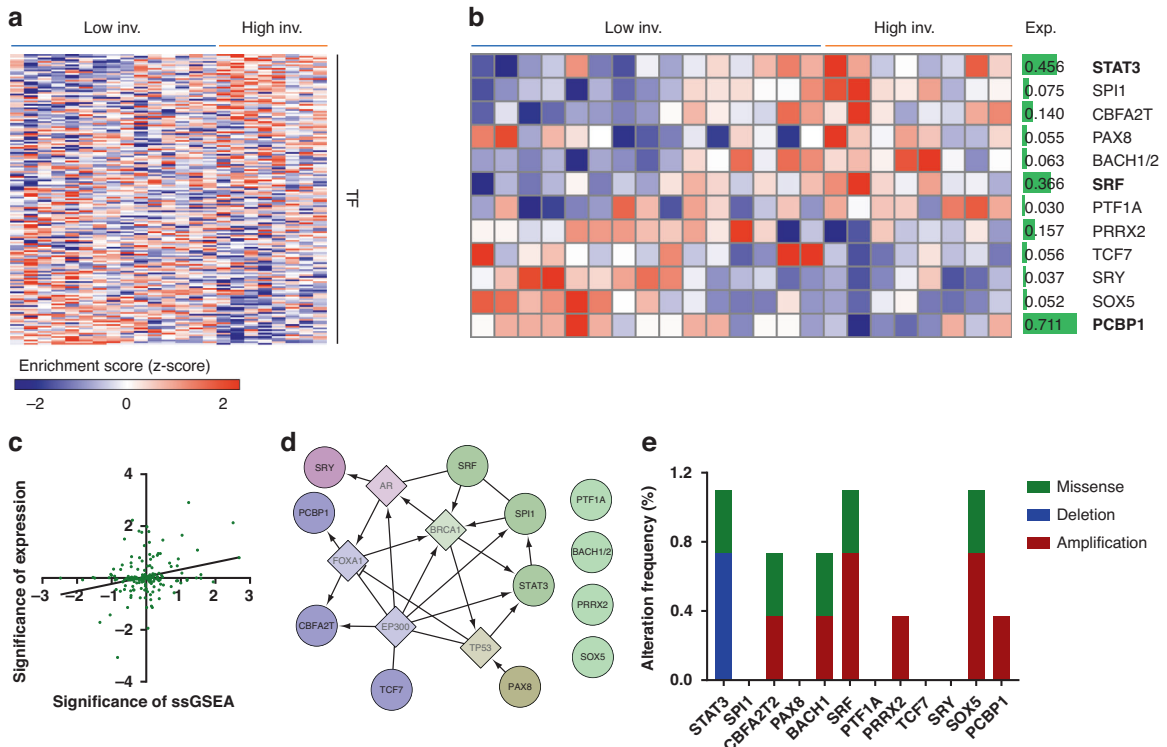 a
Low inv.
High inv.
TF
Enrichment score (z-score)
−2
0
2
b
Low inv.
High inv.
Exp.
0.456 STAT3
0.075 SPI1
0.140 CBFA2T
0.055 PAX8
0.063 BACH1/2
0.366 SRF
0.030 PTF1A
0.157 PRRX2
0.056 TCF7
0.037 SRY
0.052 SOX5
0.711 PCBP1
c
Significance of expression
4
2
−3 −2 −1 0 1 2 3
−2
−4
Significance of ssGSEA
d
SRY
AR
SRF
PCBP1
BRCA1
SPI1
FOXA1
STAT3
CBFA2T
EP300
TP53
TCF7
PAX8
PTF1A
BACH1/2
PRRX2
SOX5
e
Alteration frequency (%)
1.2
0.8
0.4
0.0
STAT3
SPI1
CBFA2T2
PAX8
BACH1
SRF
PTF1A
PRRX2
TCF7
SRY
SOX5
PCBP1
Missense
Deletion
Amplification